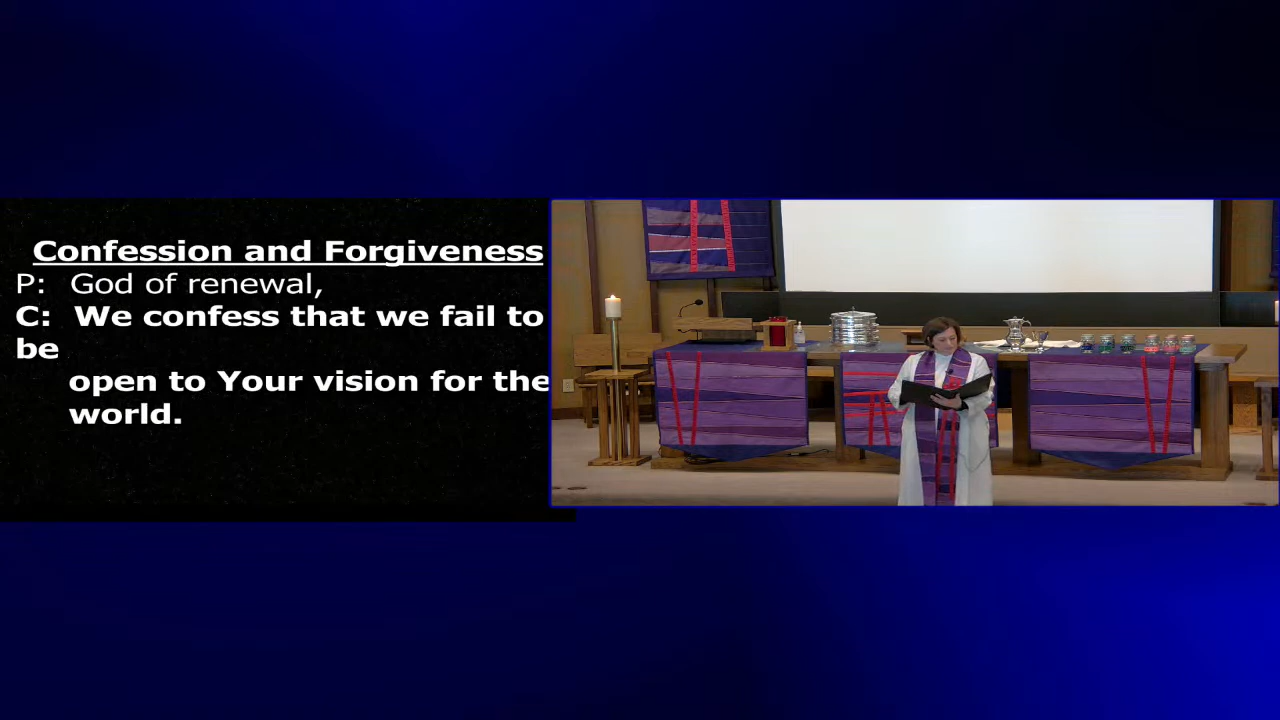 Confession and Forgiveness
P: God of renewal,
C: We confess that we fail to
be
open to Your vision for the
world.